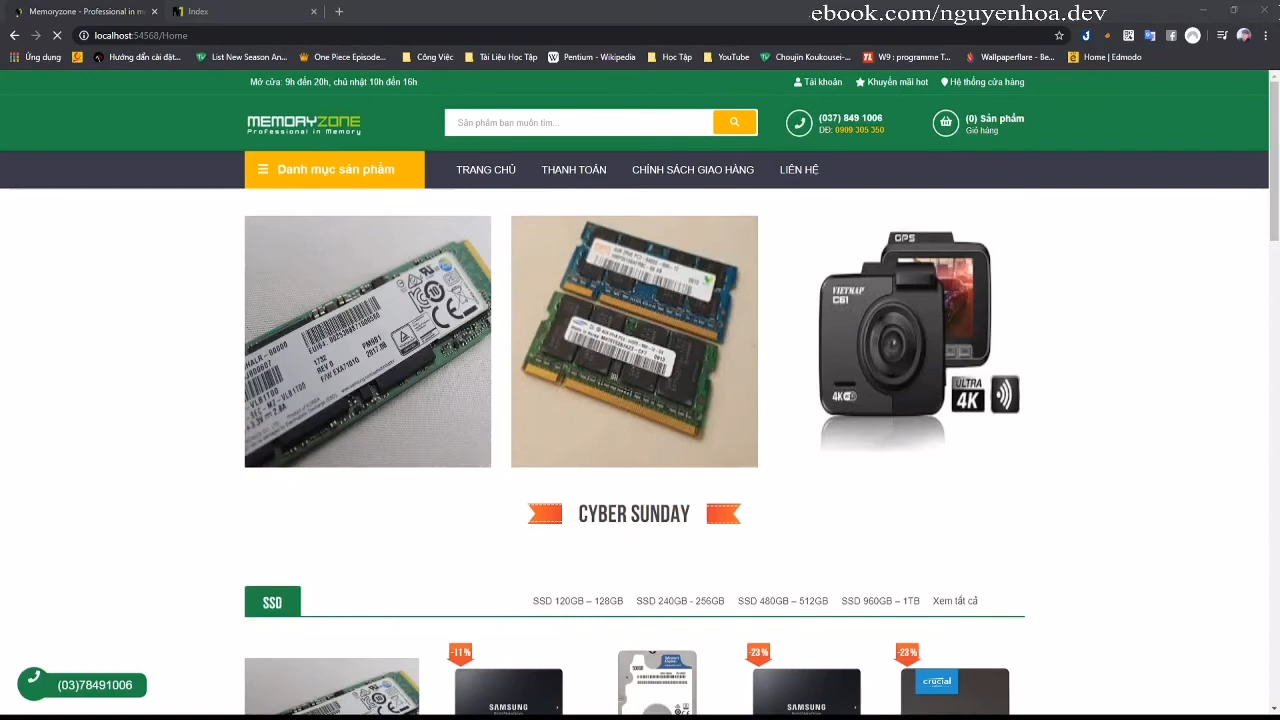 Memoryzone - Professional in m
Index
.ebook.com/nguyenhoa.dev
localhost:54568/Home
Ứng dụng
Hướng dẫn cài đặt...
List New Season An...
One Piece Episode...
Công Việc
Tài Liệu Học Tập
Pentium - Wikipedia
Học Tập
YouTube
Choujin Koukousei-...
W9 : programme T...
Wallpaperflare - Be...
Home | Edmodo
Mở cửa: 9h đến 20h, chủ nhật 10h đến 16h
Tài khoản
Khuyến mãi hot
Hệ thống cửa hàng
MEMORYZONE
Professional in Memory
Sản phẩm bạn muốn tìm...
(037) 849 1006
DĐ: 0909 305 350
(0) Sản phẩm
Giỏ hàng
Danh mục sản phẩm
TRANG CHỦ
THANH TOÁN
CHÍNH SÁCH GIAO HÀNG
LIÊN HỆ
1732
REV 0
GPS
VIETMAP
C61
4K
ULTRA
4K
CYBER SUNDAY
SSD
SSD 120GB – 128GB
SSD 240GB - 256GB
SSD 480GB – 512GB
SSD 960GB – 1TB
Xem tất cả
-11%
-23%
-23%
500GB
SAMSUNG
SAMSUNG
crucial
(03)78491006